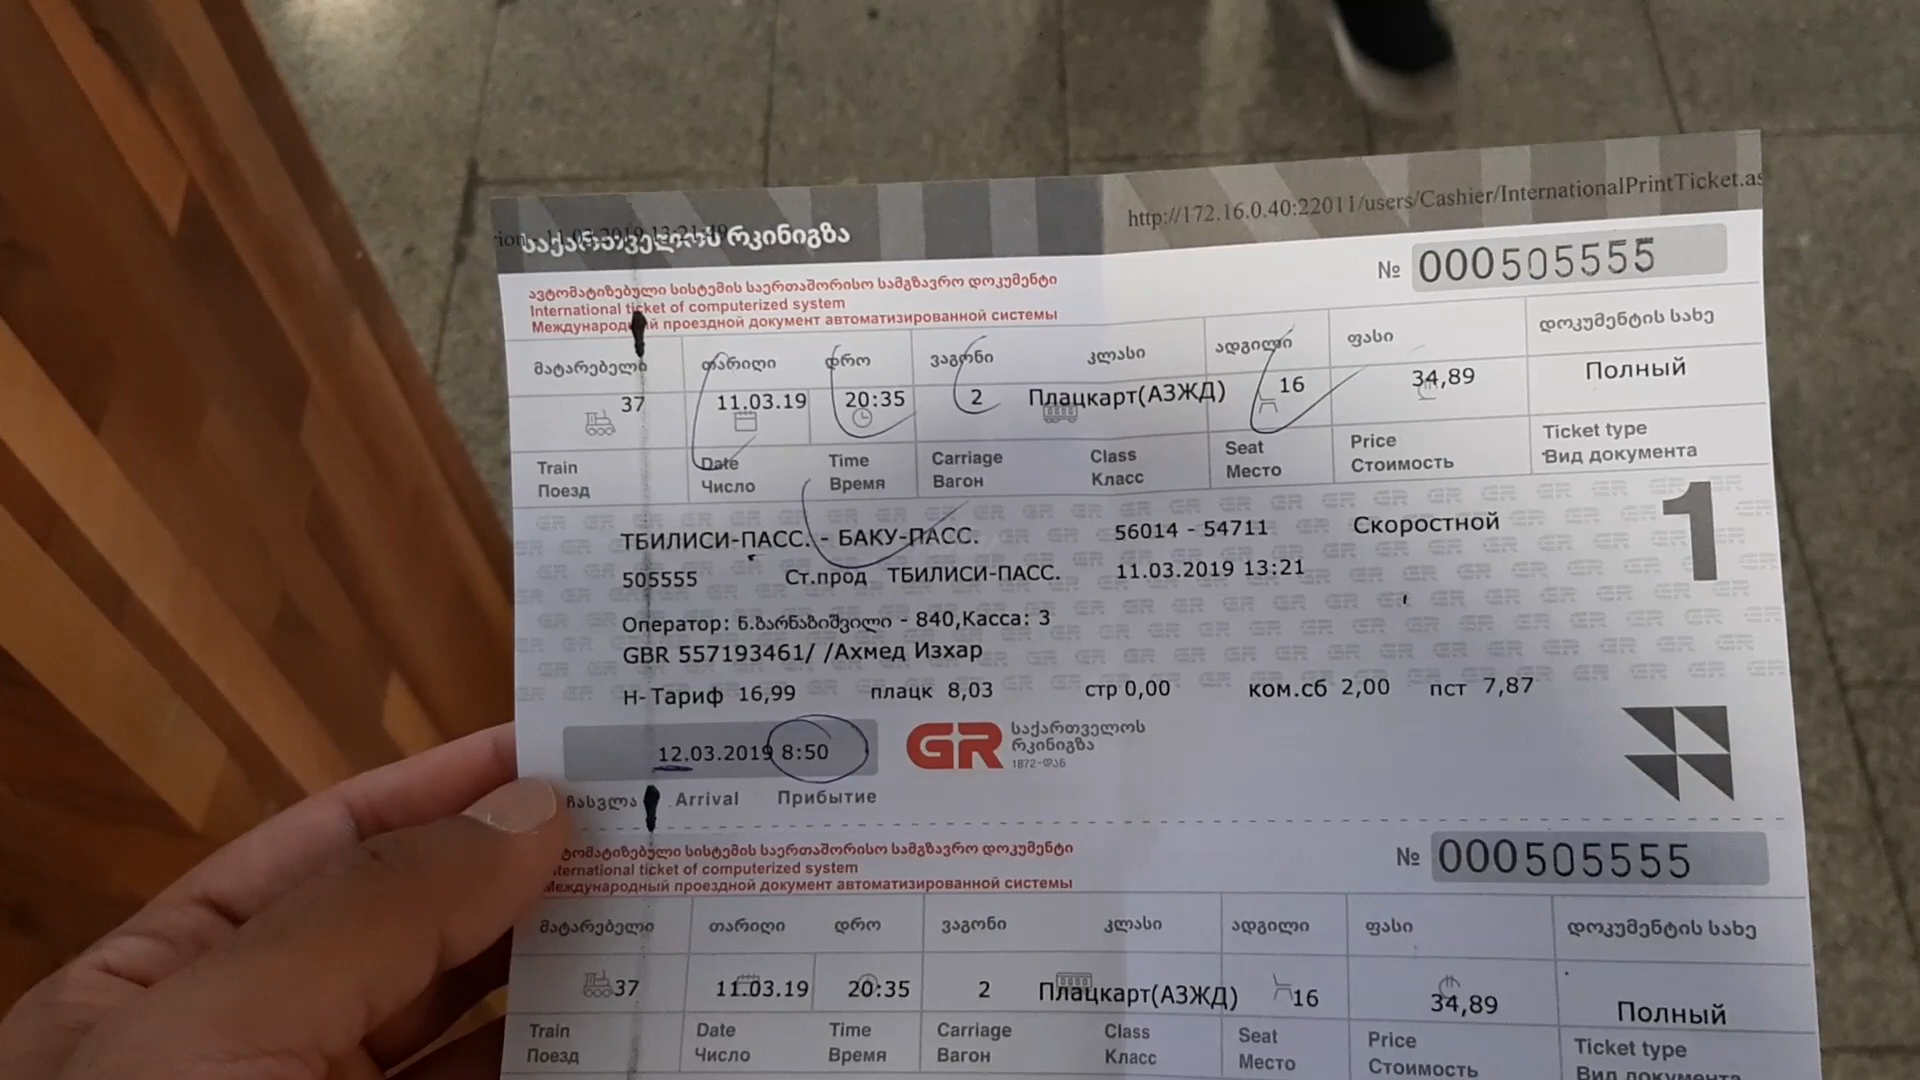 http://172.16.0.40:22011/users/Cashier/InternationalPrintTicket.as
საქართველოს რკინიგზა
№ 000505555
ავტომატიზებული სისტემის საერთაშორისო სამგზავრო დოკუმენტი
International ticket of computerized system
Международный проездной документ автоматизированной системы
მატარებელი თარიღი დრო ვაგონი კლასი ადგილი ფასი დოკუმენტის სახე
37 11.03.19 20:35 2 Плацкарт(АЗЖД) 16 34,89 Полный
Train Date Time Carriage Class Seat Price Ticket type
Поезд Число Время Вагон Класс Место Стоимость Вид документа
ТБИЛИСИ-ПАСС. - БАКУ-ПАСС. 56014 - 54711 Скоростной
1
505555 Ст.прод ТБИЛИСИ-ПАСС. 11.03.2019 13:21
Оператор: ნ.ზარნაზიშვილი - 840,Касса: 3
GBR 557193461/ /Ахмед Изхар
Н- Тариф 16,99 плацк 8,03 стр 0,00 ком.сб 2,00 пст 7,87
12.03.2019 8:50
GR საქართველოს
რკინიგზა
1872-დან
ჩასვლა Arrival Прибытие
№ 000505555
ტომატიზებული სისტემის საერთაშორისო სამგზავრო დოკუმენტი
ternational ticket of computerized system
Международный проездной документ автоматизированной системы
მატარებელი თარიღი დრო ვაგონი კლასი ადგილი ფასი დოკუმენტის სახე
37 11.03.19 20:35 2 Плацкарт(АЗЖД) 16 34,89 Полный
Train Date Time Carriage Class Seat Price Ticket type
Поезд Число Время Вагон Класс Место Стоимость Вид документа